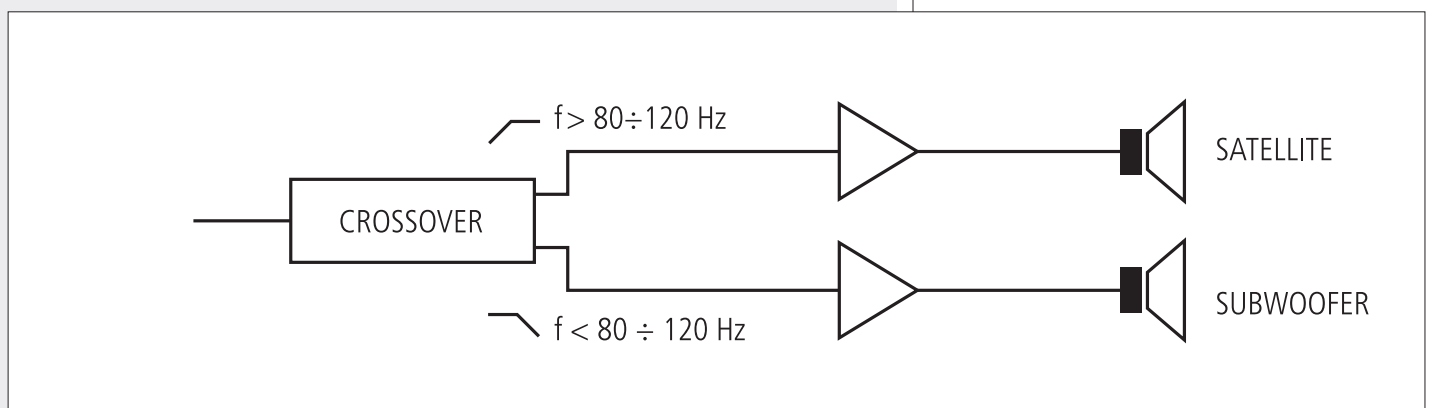 f > 80÷120 Hz
SATELLITE
CROSSOVER
SUBWOOFER
f < 80 ÷ 120 Hz